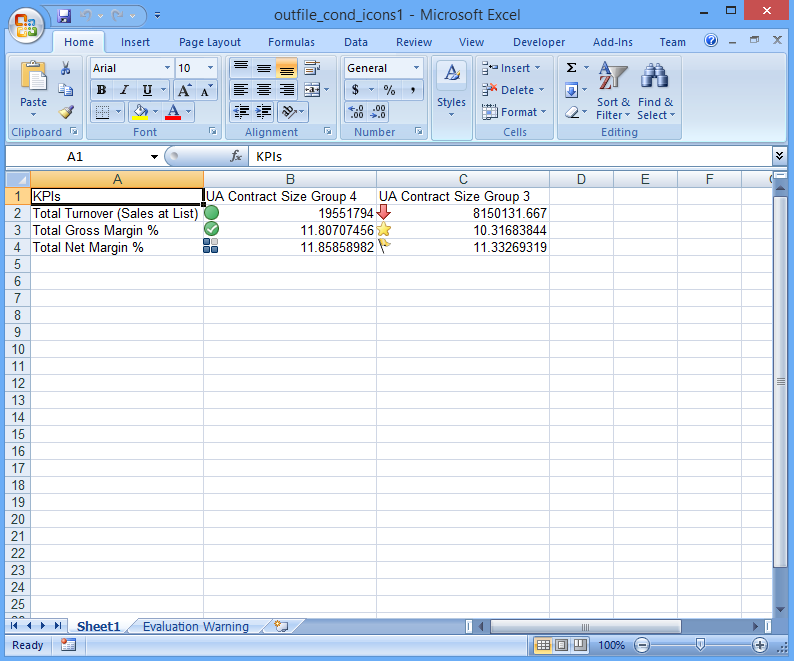 outfile_cond_icons1 - Microsoft Excel
Home Insert Page Layout Formulas Data Review View Developer Add-Ins Team
Arial 10 General
Paste B I U A A $ % , Styles Insert Delete Format Σ Sort & Filter Find & Select
Clipboard Font Alignment Number Cells Editing
A1 fx KPIs
A B C D E F
1 KPIs UA Contract Size Group 4 UA Contract Size Group 3
2 Total Turnover (Sales at List) 19551794 8150131.667
3 Total Gross Margin % 11.80707456 10.31683844
4 Total Net Margin % 11.85858982 11.33269319
5
6
7
8
9
10
11
12
13
14
15
16
17
18
19
20
21
22
23
24
25
Sheet1 Evaluation Warning
Ready 100%